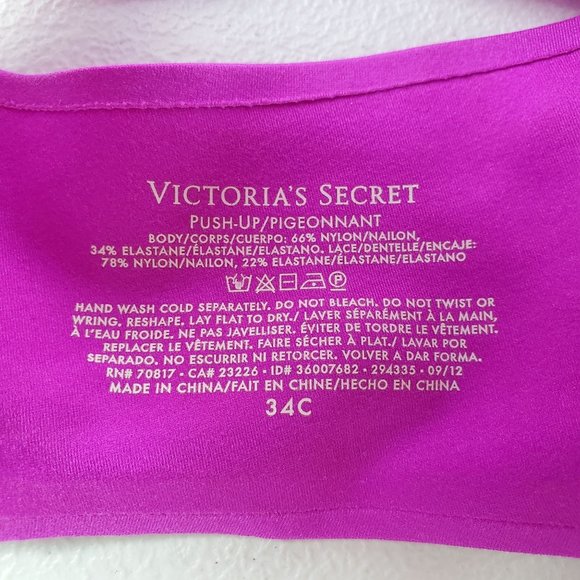 VICTORIA'S SECRET
PUSH-UP/PIGEONNANT
BODY/CORPS/CUERPO: 66% NYLON/NAILON,
34% ELASTANE/ÉLASTANE/ELASTANO. LACE/DENTELLE/ENCAJE:
78% NYLON/NAILON, 22% ELASTANE/ÉLASTANE/ELASTANO
HAND WASH COLD SEPARATELY. DO NOT BLEACH. DO NOT TWIST OR
WRING. RESHAPE. LAY FLAT TO DRY./ LAVER SÉPARÉMENT À LA MAIN,
À L'EAU FROIDE. NE PAS JAVELLISER. ÉVITER DE TORDRE LE VÊTEMENT.
REPLACER LE VÊTEMENT. FAIRE SÉCHER À PLAT./ LAVAR POR
SEPARADO. NO ESCURRIR NI RETORCER. VOLVER A DAR FORMA.
RN# 70817 - CA# 23226 - ID# 36007682 - 294335 - 09/12
MADE IN CHINA/FAIT EN CHINE/HECHO EN CHINA
34C